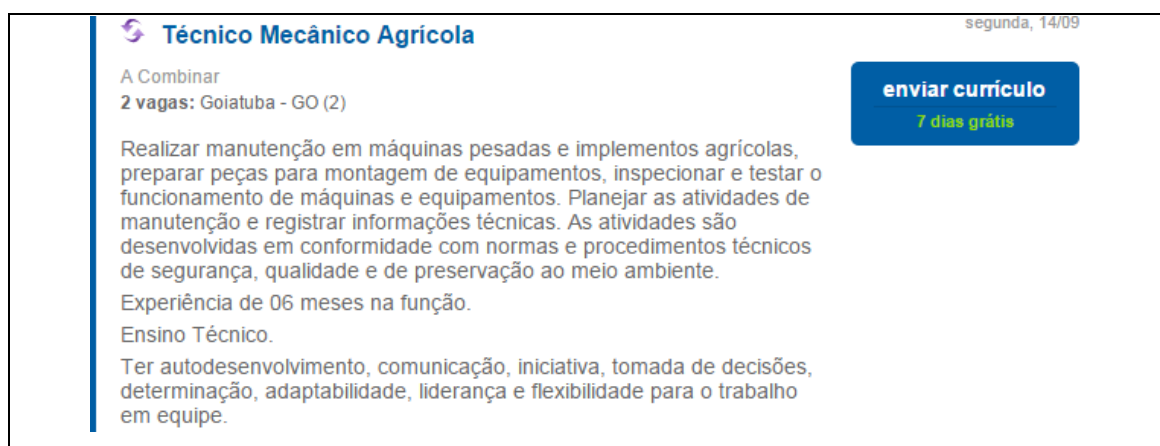 Técnico Mecânico Agrícola
segunda, 14/09
A Combinar
2 vagas: Goiatuba - GO (2)
enviar currículo
7 dias grátis
Realizar manutenção em máquinas pesadas e implementos agrícolas,
preparar peças para montagem de equipamentos, inspecionar e testar o
funcionamento de máquinas e equipamentos. Planejar as atividades de
manutenção e registrar informações técnicas. As atividades são
desenvolvidas em conformidade com normas e procedimentos técnicos
de segurança, qualidade e de preservação ao meio ambiente.
Experiência de 06 meses na função.
Ensino Técnico.
Ter autodesenvolvimento, comunicação, iniciativa, tomada de decisões,
determinação, adaptabilidade, liderança e flexibilidade para o trabalho
em equipe.